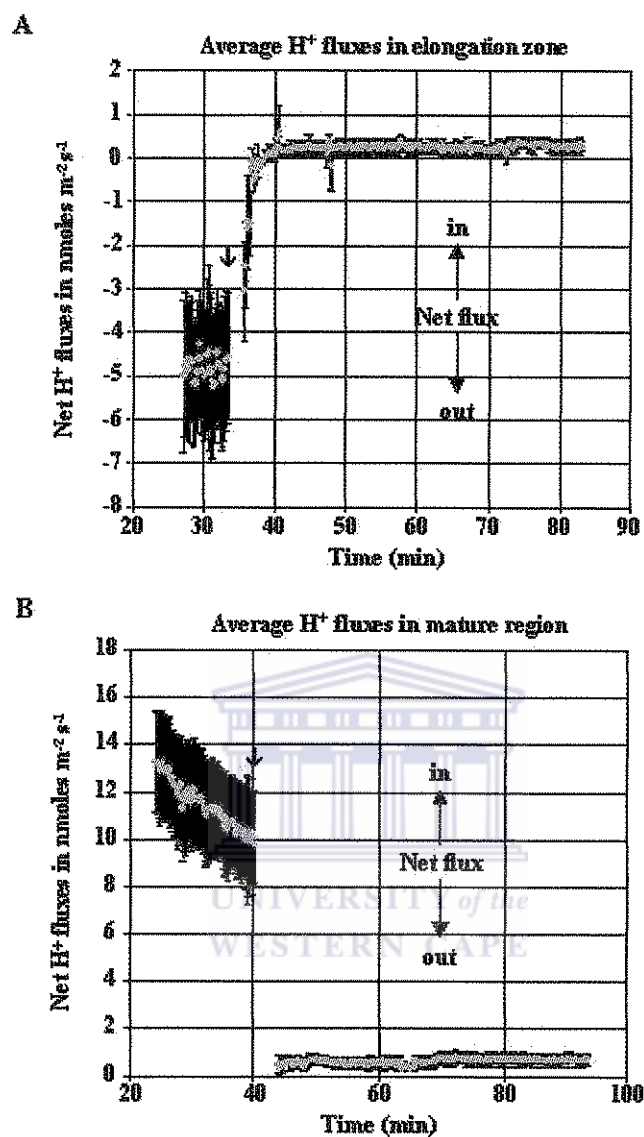 A
Average H⁺ fluxes in elongation zone
Net H⁺ fluxes in nmoles m⁻² s⁻¹
2
1
0
-1
-2
-3
-4
-5
-6
-7
-8
in
Net flux
out
20 30 40 50 60 70 80 90
Time (min)
B
Average H⁺ fluxes in mature region
Net H⁺ fluxes in nmoles m⁻² s⁻¹
18
16
14
12
10
8
6
4
2
0
in
Net flux
out
UNIVERSITY of the
WESTERN CAPE
20 40 60 80 100
Time (min)